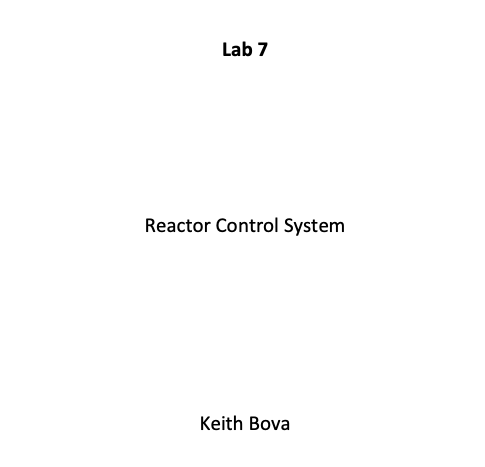 Lab 7
Reactor Control System
Keith Bova